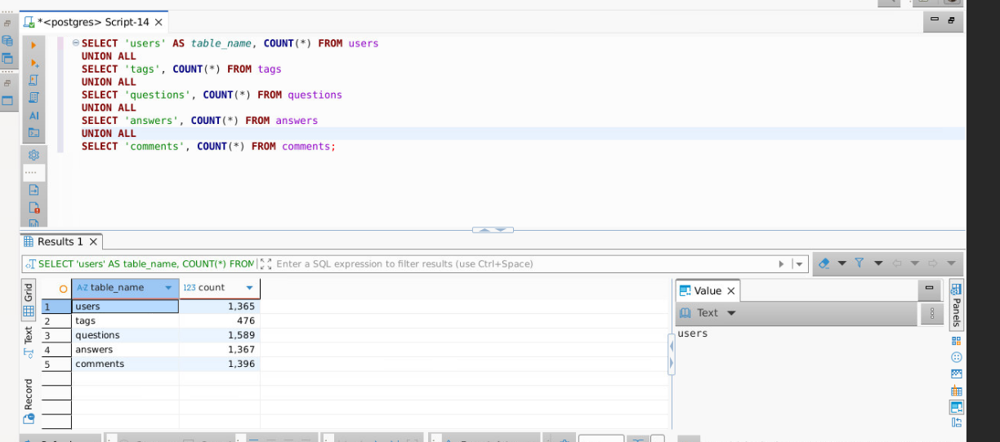 *<postgres> Script-14
SELECT 'users' AS table_name, COUNT(*) FROM users
UNION ALL
SELECT 'tags', COUNT(*) FROM tags
UNION ALL
SELECT 'questions', COUNT(*) FROM questions
UNION ALL
SELECT 'answers', COUNT(*) FROM answers
UNION ALL
SELECT 'comments', COUNT(*) FROM comments;
AI
Results 1
SELECT 'users' AS table_name, COUNT(*) FROM
Enter a SQL expression to filter results (use Ctrl+Space)
Grid
Text
Record
A-Z table_name 123 count
1 users 1,365
2 tags 476
3 questions 1,589
4 answers 1,367
5 comments 1,396
Value
Text
users
Panels